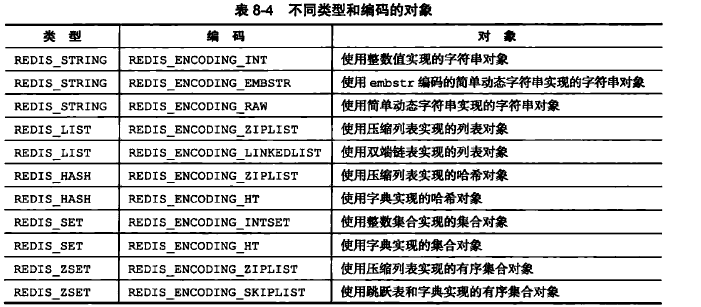 表 8-4 不同类型和编码的对象
类 型 编 码 对 象
REDIS_STRING REDIS_ENCODING_INT 使用整数值实现的字符串对象
REDIS_STRING REDIS_ENCODING_EMBSTR 使用 embstr 编码的简单动态字符串实现的字符串对象
REDIS_STRING REDIS_ENCODING_RAW 使用简单动态字符串实现的字符串对象
REDIS_LIST REDIS_ENCODING_ZIPLIST 使用压缩列表实现的列表对象
REDIS_LIST REDIS_ENCODING_LINKEDLIST 使用双端链表实现的列表对象
REDIS_HASH REDIS_ENCODING_ZIPLIST 使用压缩列表实现的哈希对象
REDIS_HASH REDIS_ENCODING_HT 使用字典实现的哈希对象
REDIS_SET REDIS_ENCODING_INTSET 使用整数集合实现的集合对象
REDIS_SET REDIS_ENCODING_HT 使用字典实现的集合对象
REDIS_ZSET REDIS_ENCODING_ZIPLIST 使用压缩列表实现的有序集合对象
REDIS_ZSET REDIS_ENCODING_SKIPLIST 使用跳跃表和字典实现的有序集合对象